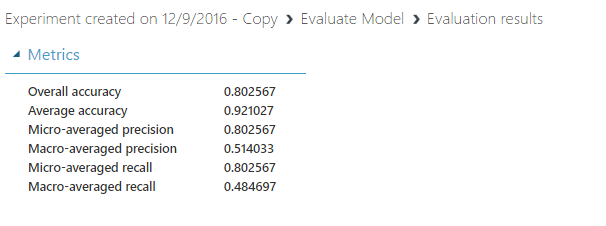 Experiment created on 12/9/2016 - Copy ❯ Evaluate Model ❯ Evaluation results
Metrics
Overall accuracy 0.802567
Average accuracy 0.921027
Micro-averaged precision 0.802567
Macro-averaged precision 0.514033
Micro-averaged recall 0.802567
Macro-averaged recall 0.484697